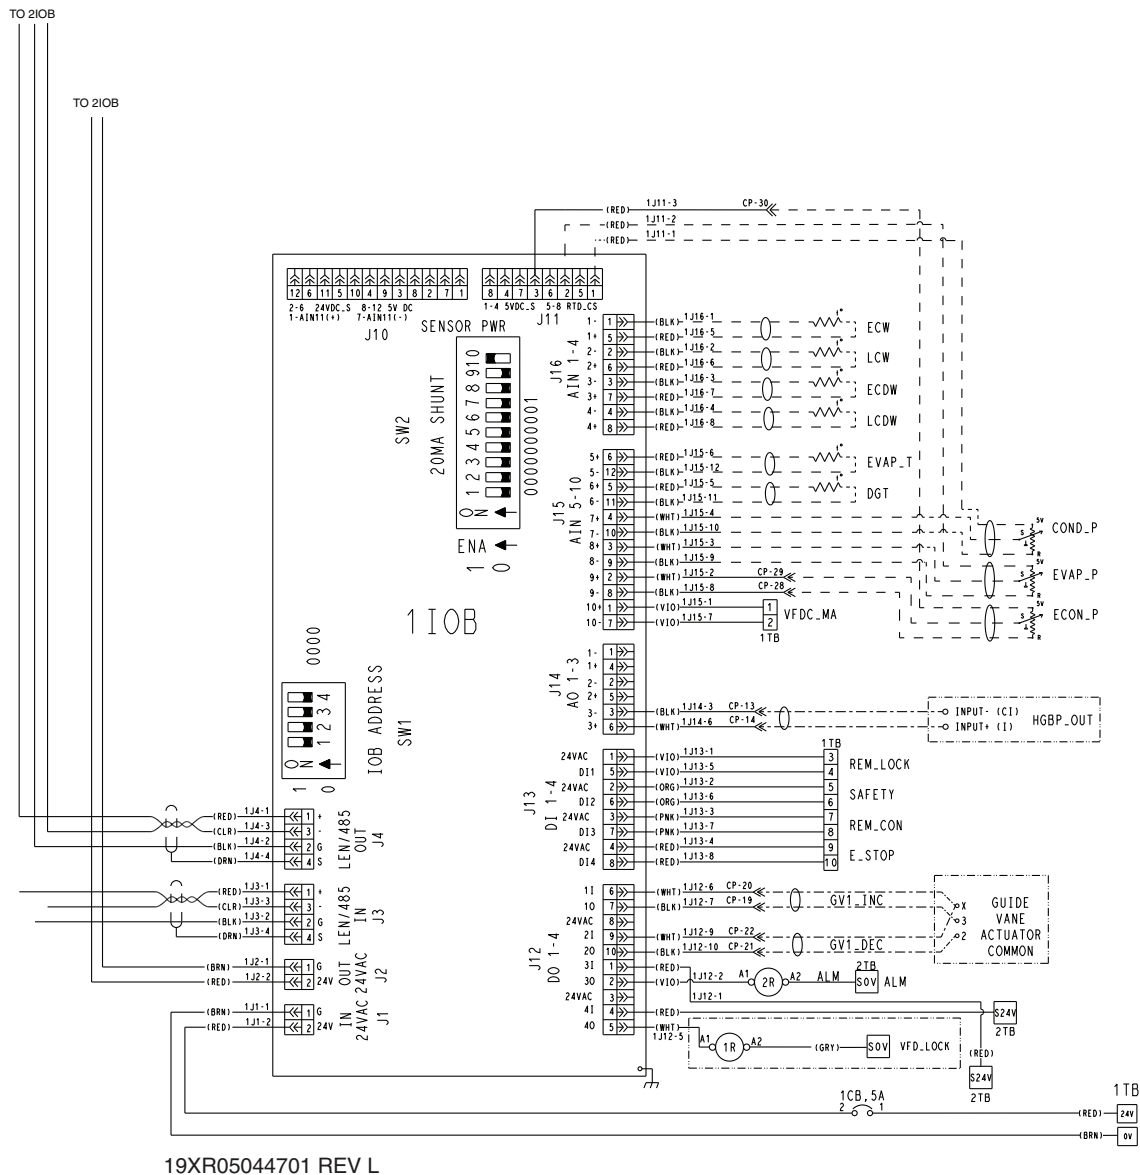 TO 2IOB
TO 2IOB
(RED) 1J11-3 CP-30
(RED) 1J11-2
(RED) 1J11-1
12 6 11 5 10 4 9 3 8 2 7 1
2-6 24VDC_S 8-12 5V DC
1-AIN11(+) 7-AIN11(-)
J10
8 4 7 3 6 2 5 1
1-4 5VDC_S 5-8 RTD_CS
J11
SENSOR PWR
SW2
20MA SHUNT
1 2 3 4 5 6 7 8 9 10
ON
0000000001
ENA
1 0
1IOB
0000
1 2 3 4
ON
1 0
IOB ADDRESS
SW1
J16
AIN 1-4
1- 1 (BLK) 1J16-1
1+ 5 (RED) 1J16-5
ECW
2- 2 (BLK) 1J16-2
2+ 6 (RED) 1J16-6
LCW
3- 3 (BLK) 1J16-3
3+ 7 (RED) 1J16-7
ECDW
4- 4 (BLK) 1J16-4
4+ 8 (RED) 1J16-8
LCDW
J15
AIN 5-10
5+ 6 (RED) 1J15-6
5- 12 (BLK) 1J15-12
EVAP_T
6+ 5 (RED) 1J15-5
6- 11 (BLK) 1J15-11
DGT
7+ 4 (WHT) 1J15-4
7- 10 (BLK) 1J15-10
8+ 3 (WHT) 1J15-3
8- 9 (BLK) 1J15-9
9+ 2 (WHT) 1J15-2 CP-29
9- 8 (BLK) 1J15-8 CP-28
10+ 1 (VIO) 1J15-1 1
10- 7 (VIO) 1J15-7 2
VFDC_MA
1TB
5V
S
R
COND_P
5V
S
R
EVAP_P
5V
S
R
ECON_P
J14
AO 1-3
1- 1
1+ 4
2- 2
2+ 5
3- 3 (BLK) 1J14-3 CP-13 INPUT- (CI)
3+ 6 (WHT) 1J14-6 CP-14 INPUT+ (I)
HGBP_OUT
J13
DI 1-4
1TB
24VAC 1 (VIO) 1J13-1 3
DI1 5 (VIO) 1J13-5 4
REM_LOCK
24VAC 2 (ORG) 1J13-2 5
DI2 6 (ORG) 1J13-6 6
SAFETY
24VAC 3 (PNK) 1J13-3 7
DI3 7 (PNK) 1J13-7 8
REM_CON
24VAC 4 (RED) 1J13-4 9
DI4 8 (RED) 1J13-8 10
E_STOP
J12
DO 1-4
1I 6 (WHT) 1J12-6 CP-20
1O 7 (BLK) 1J12-7 CP-19
GV1_INC
24VAC 8
2I 9 (WHT) 1J12-9 CP-22
2O 10 (BLK) 1J12-10 CP-21
GV1_DEC
X
3
2
GUIDE
VANE
ACTUATOR
COMMON
3I 1 (RED) 1J12-1
3O 2 (VIO) 1J12-2 A1 2R A2 ALM SOV ALM
2TB
24VAC 3
4I 4 (RED) S24V
2TB
4O 5 (WHT) 1J12-5
A1 1R A2 (GRY) SOV VFD_LOCK
(RED)
S24V
2TB
(RED) 1J4-1 1 +
(CLR) 1J4-3 3 -
(BLK) 1J4-2 2 G
(DRN) 1J4-4 4 S
LEN/485
OUT
J4
(RED) 1J3-1 1 +
(CLR) 1J3-3 3 -
(BLK) 1J3-2 2 G
(DRN) 1J3-4 4 S
LEN/485
IN
J3
(BRN) 1J2-1 1 G
(RED) 1J2-2 2 24V
OUT
24VAC
J2
(BRN) 1J1-1 1 G
(RED) 1J1-2 2 24V
IN
24VAC
J1
1CB,5A
2 1
1TB
(RED) 24V
(BRN) 0V
19XR05044701 REV L